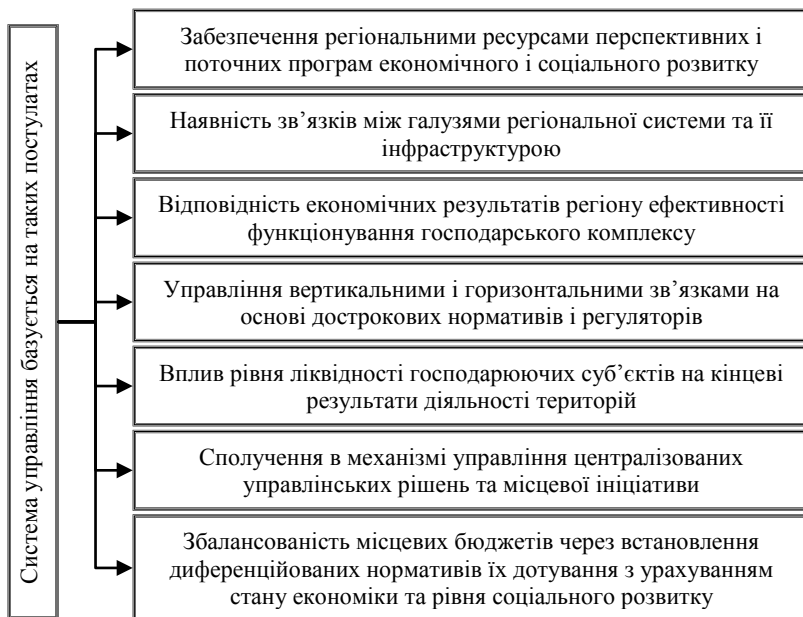 Система управління базується на таких постулатах
Забезпечення регіональними ресурсами перспективних і
поточних програм економічного і соціального розвитку
Наявність зв’язків між галузями регіональної системи та її
інфраструктурою
Відповідність економічних результатів регіону ефективності
функціонування господарського комплексу
Управління вертикальними і горизонтальними зв’язками на
основі дострокових нормативів і регуляторів
Вплив рівня ліквідності господарюючих суб’єктів на кінцеві
результати діяльності територій
Сполучення в механізмі управління централізованих
управлінських рішень та місцевої ініціативи
Збалансованість місцевих бюджетів через встановлення
диференційованих нормативів їх дотування з урахуванням
стану економіки та рівня соціального розвитку